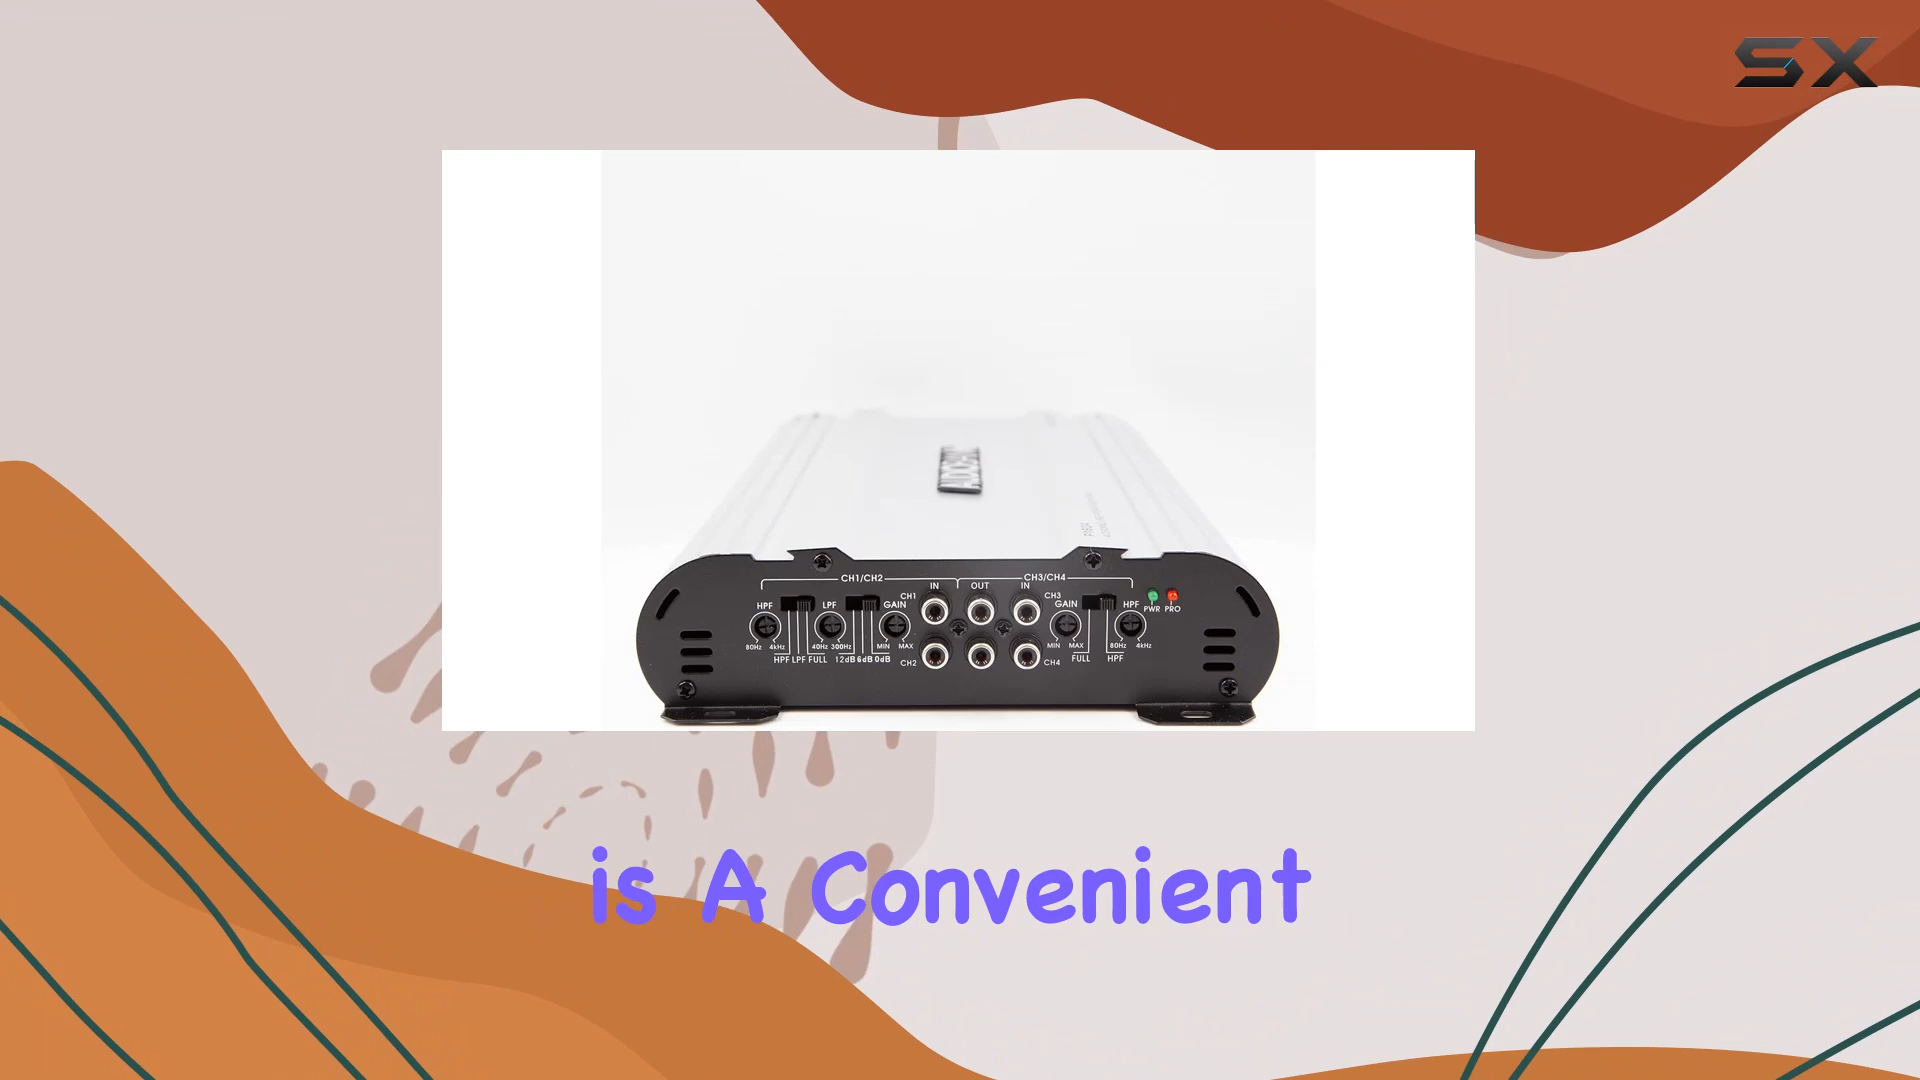 SX
CH1/CH2
CH3/CH4
IN OUT IN
CH1 CH3
HPF LPF GAIN GAIN HPF
PWR PRO
80Hz 4kHz 40Hz 300Hz MIN MAX MIN MAX 80Hz 4kHz
HPF LPF FULL 12dB 6dB 0dB FULL HPF
CH2 CH4
is A Convenient